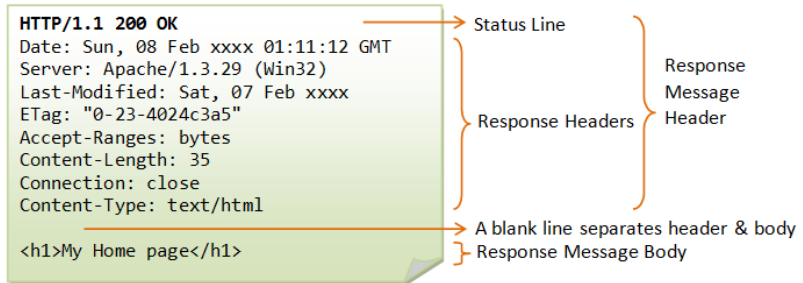 HTTP/1.1 200 OK
Date: Sun, 08 Feb xxxx 01:11:12 GMT
Server: Apache/1.3.29 (Win32)
Last-Modified: Sat, 07 Feb xxxx
ETag: "0-23-4024c3a5"
Accept-Ranges: bytes
Content-Length: 35
Connection: close
Content-Type: text/html
<h1>My Home page</h1>
Status Line
Response Headers
Response
Message
Header
A blank line separates header & body
Response Message Body